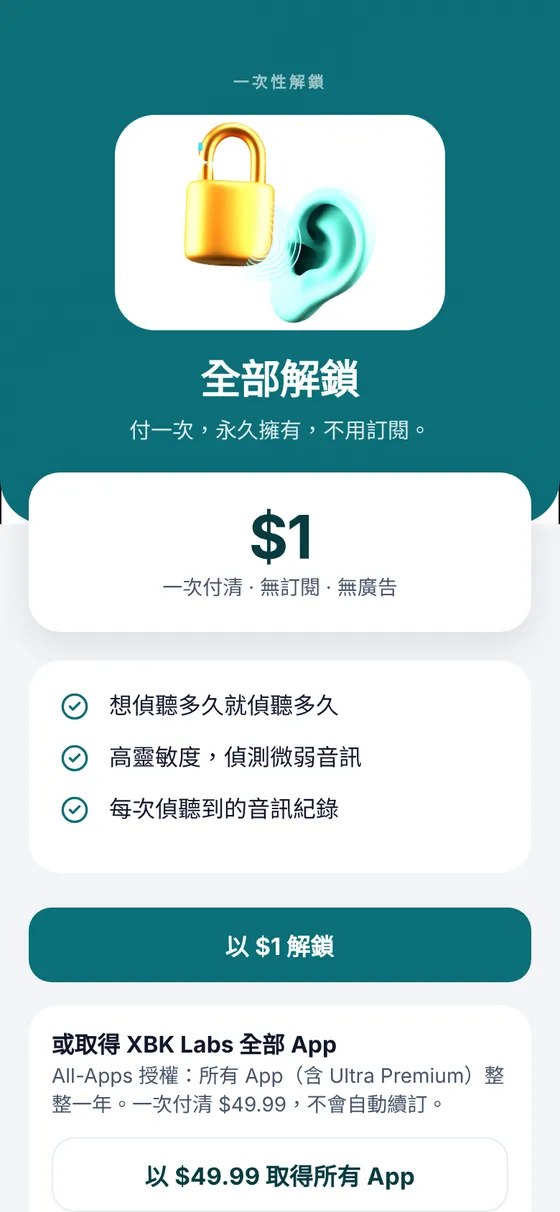 一次性解鎖
全部解鎖
付一次，永久擁有，不用訂閱。
$1
一次付清 · 無訂閱 · 無廣告
想偵聽多久就偵聽多久
高靈敏度，偵測微弱音訊
每次偵聽到的音訊紀錄
以 $1 解鎖
或取得 XBK Labs 全部 App
All-Apps 授權：所有 App（含 Ultra Premium）整
整一年。一次付清 $49.99，不會自動續訂。
以 $49.99 取得所有 App